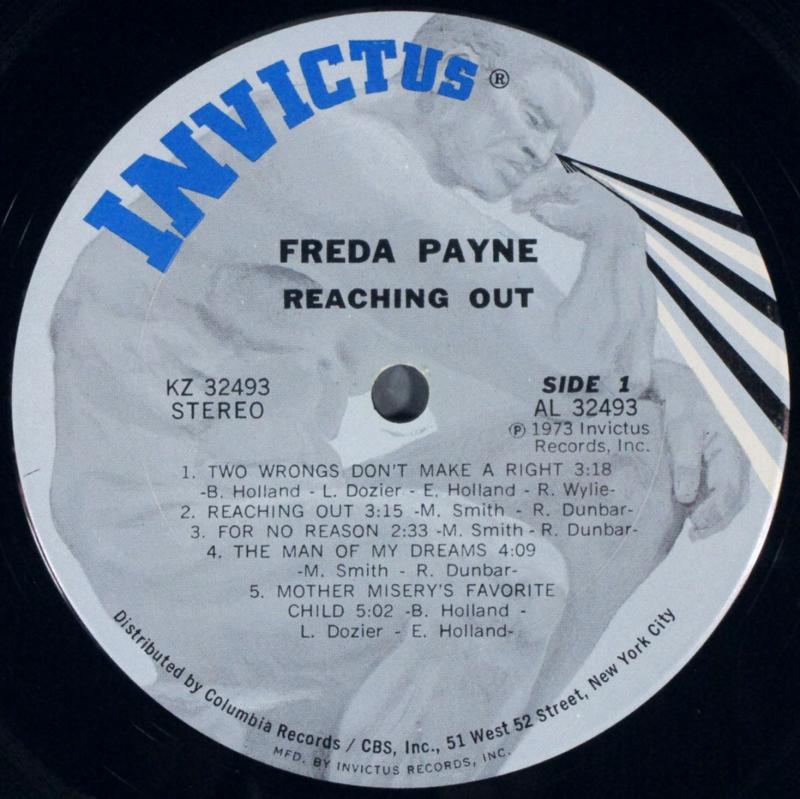 INVICTUS®
FREDA PAYNE
REACHING OUT
KZ 32493
STEREO
SIDE 1
AL 32493
℗ 1973 Invictus
Records, Inc.
1. TWO WRONGS DON'T MAKE A RIGHT 3:18
-B. Holland - L. Dozier - E. Holland - R. Wylie-
2. REACHING OUT 3:15 -M. Smith - R. Dunbar-
3. FOR NO REASON 2:33 -M. Smith - R. Dunbar-
4. THE MAN OF MY DREAMS 4:09
-M. Smith - R. Dunbar-
5. MOTHER MISERY'S FAVORITE
CHILD 5:02 -B. Holland -
L. Dozier - E. Holland-
Distributed by Columbia Records / CBS, Inc., 51 West 52 Street, New York City
MFD. BY INVICTUS RECORDS, INC.